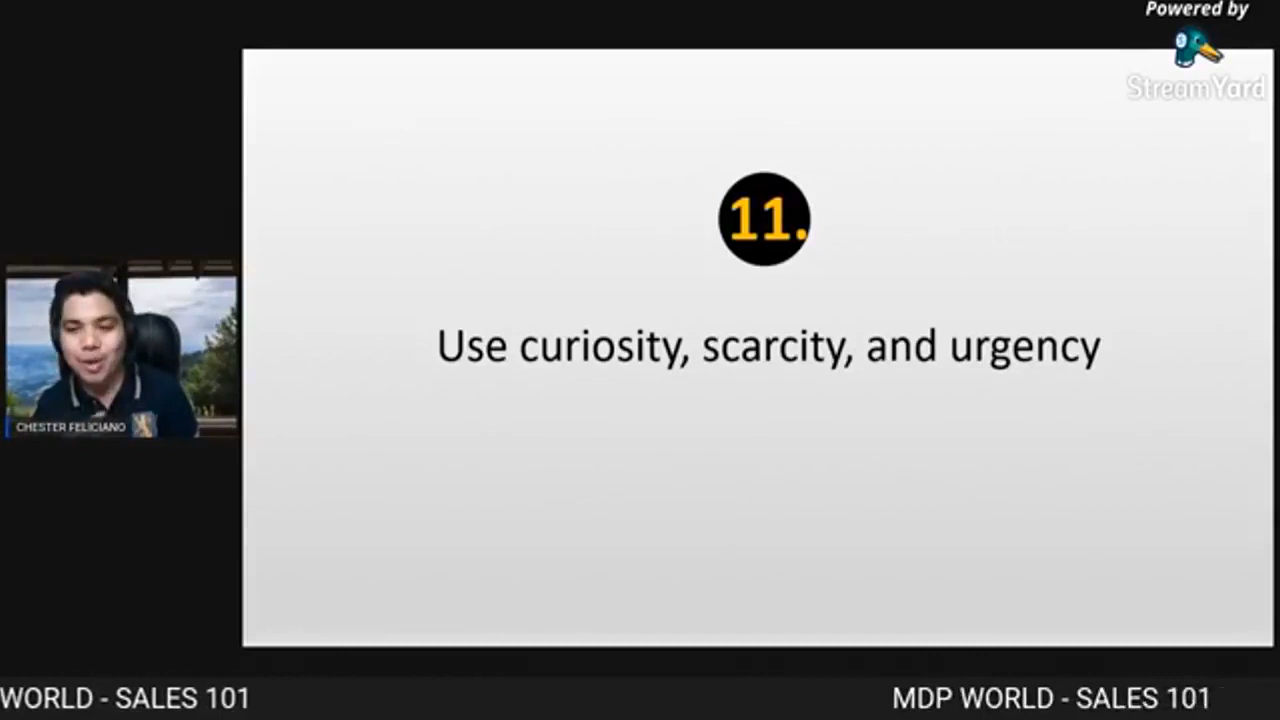 Powered by
StreamYard
11.
Use curiosity, scarcity, and urgency
CHESTER FELICIANO
WORLD - SALES 101
MDP WORLD - SALES 101